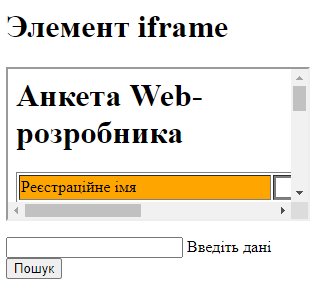 Элемент iframe
Анкета Web-
розробника
Реєстраційне імя
Введіть дані
Пошук